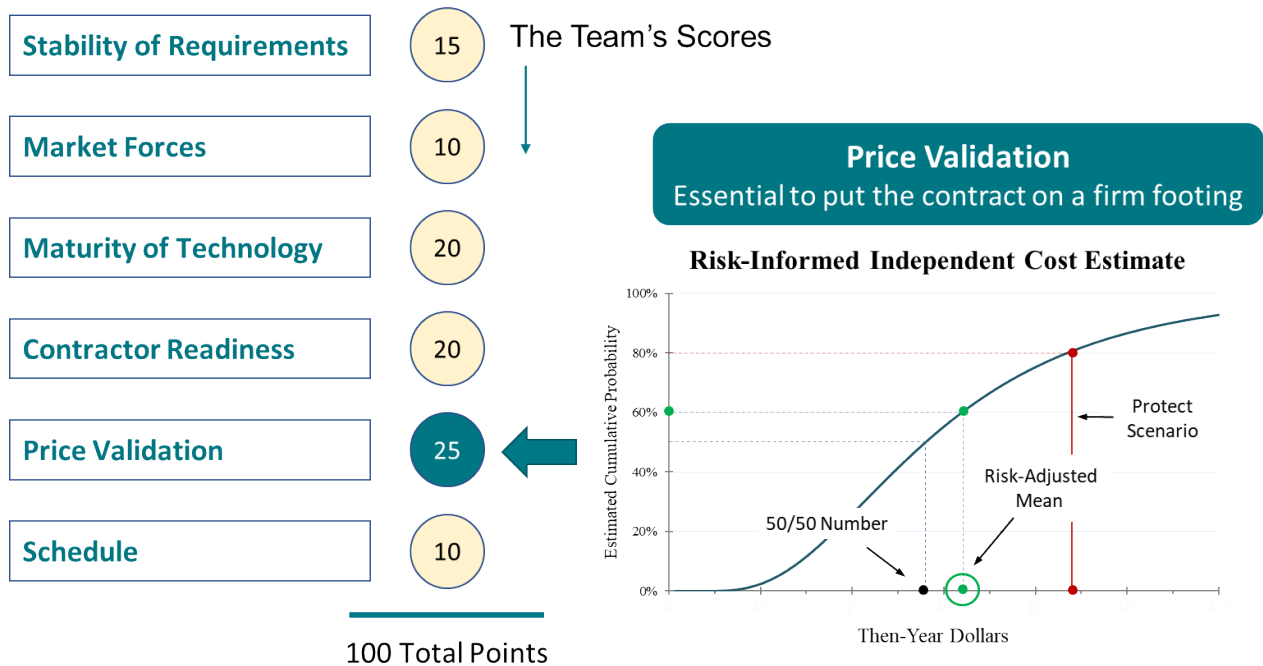 Stability of Requirements
15
The Team's Scores
Market Forces
10
Maturity of Technology
20
Contractor Readiness
20
Price Validation
25
Schedule
10
100 Total Points
Price Validation
Essential to put the contract on a firm footing
Risk-Informed Independent Cost Estimate
Estimated Cumulative Probability
100%
80%
60%
40%
20%
0%
Protect
Scenario
Risk-Adjusted
Mean
50/50 Number
Then-Year Dollars